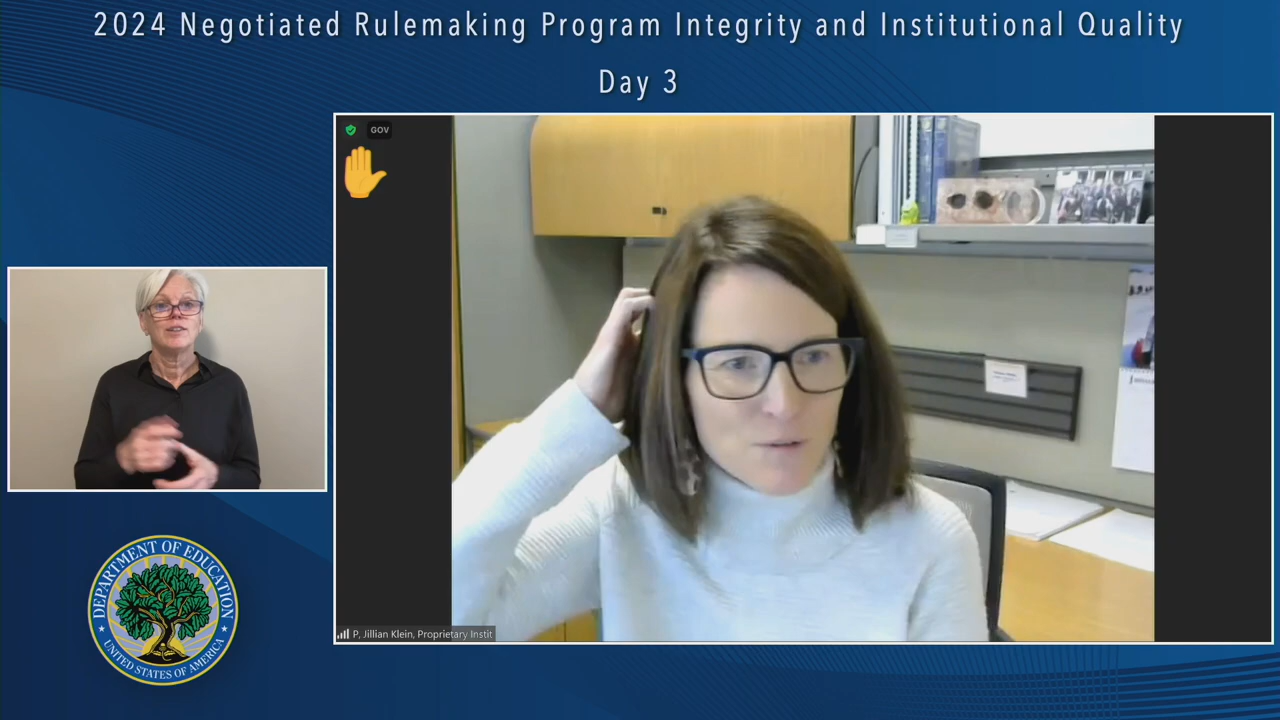 2024 Negotiated Rulemaking Program Integrity and Institutional Quality
Day 3
GOV
P, Jillian Klein, Proprietary Instit
DEPARTMENT OF EDUCATION
UNITED STATES OF AMERICA